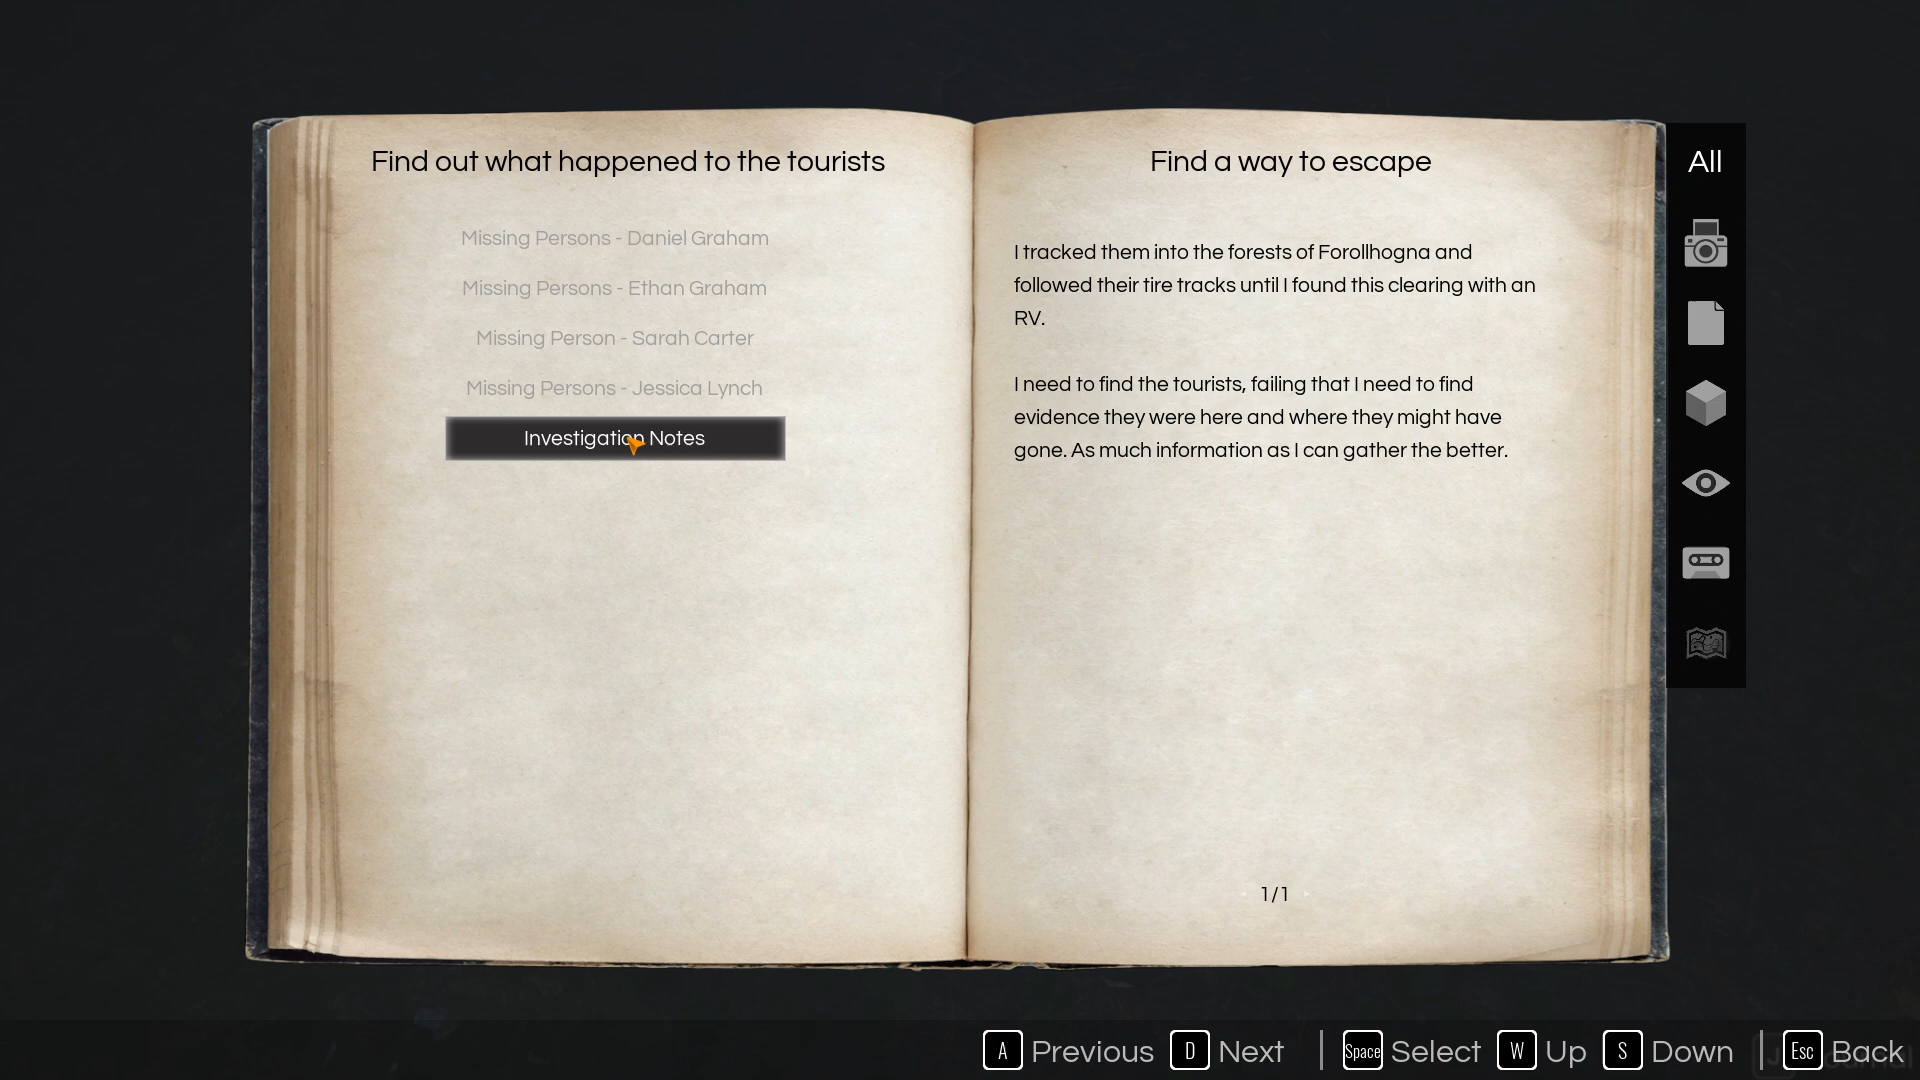 Find out what happened to the tourists
Missing Persons - Daniel Graham
Missing Persons - Ethan Graham
Missing Person - Sarah Carter
Missing Persons - Jessica Lynch
Investigation Notes
Find a way to escape
I tracked them into the forests of Forollhogna and
followed their tire tracks until I found this clearing with an
RV.
I need to find the tourists, failing that I need to find
evidence they were here and where they might have
gone. As much information as I can gather the better.
1/1
All
A Previous D Next Space Select W Up S Down Esc Back